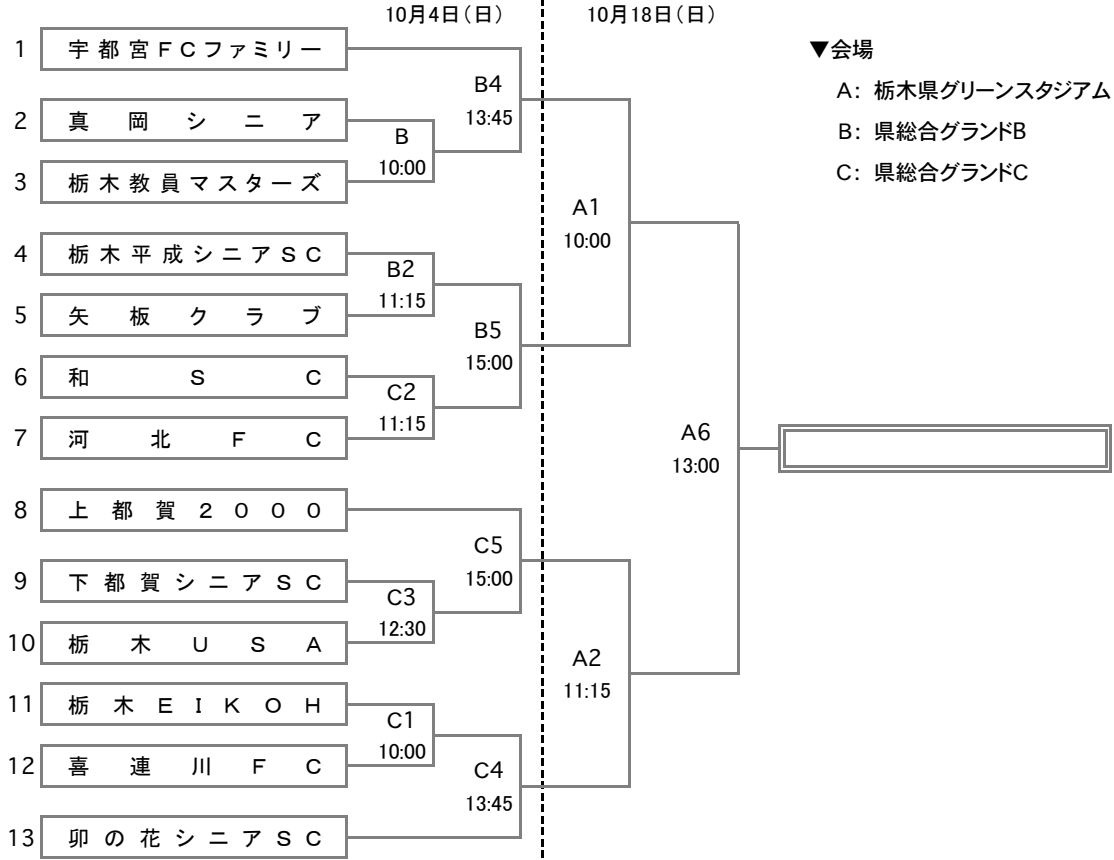 10月4日（日）
10月18日（日）
▼会場
A： 栃木県グリーンスタジアム
B： 県総合グランドB
C： 県総合グランドC
1 宇都宮ＦＣファミリー
2 真岡シニア
3 栃木教員マスターズ
4 栃木平成シニアＳＣ
5 矢板クラブ
6 和ＳＣ
7 河北ＦＣ
8 上都賀２０００
9 下都賀シニアＳＣ
10 栃木ＵＳＡ
11 栃木ＥＩＫＯＨ
12 喜連川ＦＣ
13 卯の花シニアＳＣ
B
10:00
B2
11:15
C2
11:15
C3
12:30
C1
10:00
B4
13:45
B5
15:00
C5
15:00
C4
13:45
A1
10:00
A2
11:15
A6
13:00